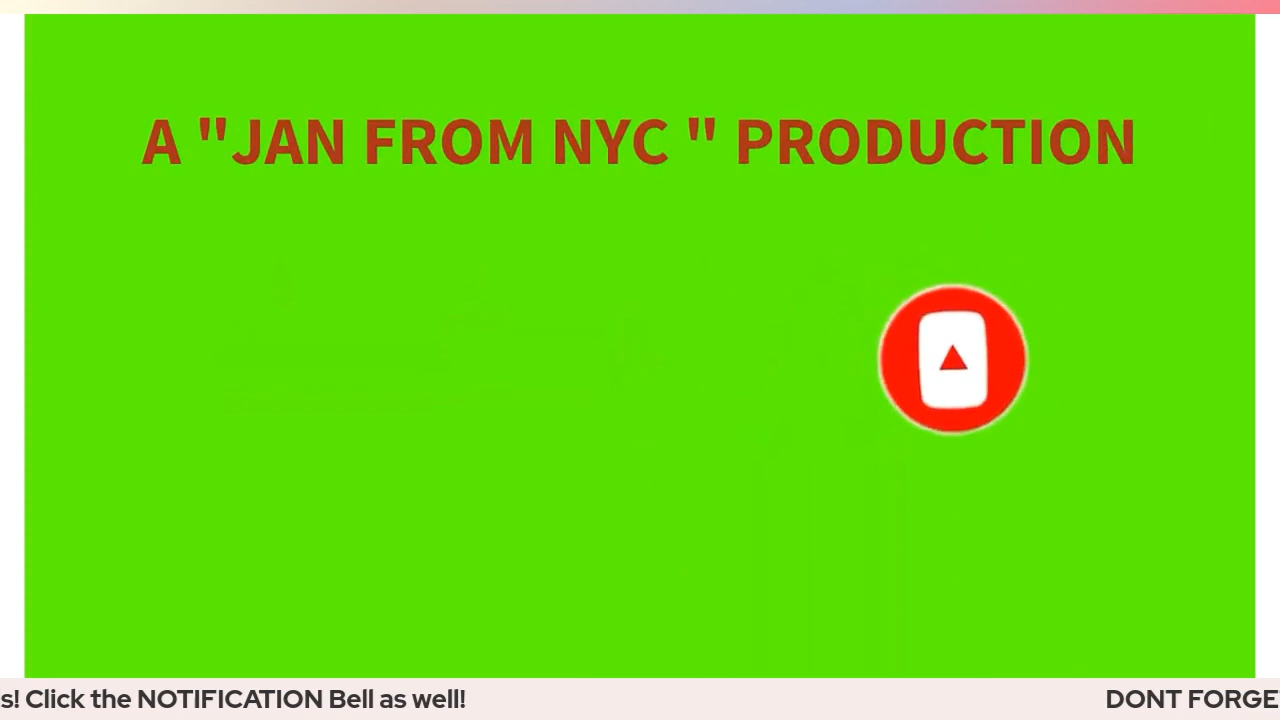 A "JAN FROM NYC " PRODUCTION
s! Click the NOTIFICATION Bell as well! DONT FORGE